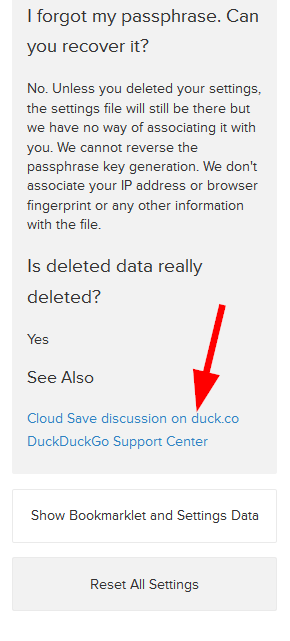 I forgot my passphrase. Can
you recover it?
No. Unless you deleted your settings,
the settings file will still be there but
we have no way of associating it with
you. We cannot reverse the
passphrase key generation. We don't
associate your IP address or browser
fingerprint or any other information
with the file.
Is deleted data really
deleted?
Yes
See Also
Cloud Save discussion on duck.co
DuckDuckGo Support Center
Show Bookmarklet and Settings Data
Reset All Settings